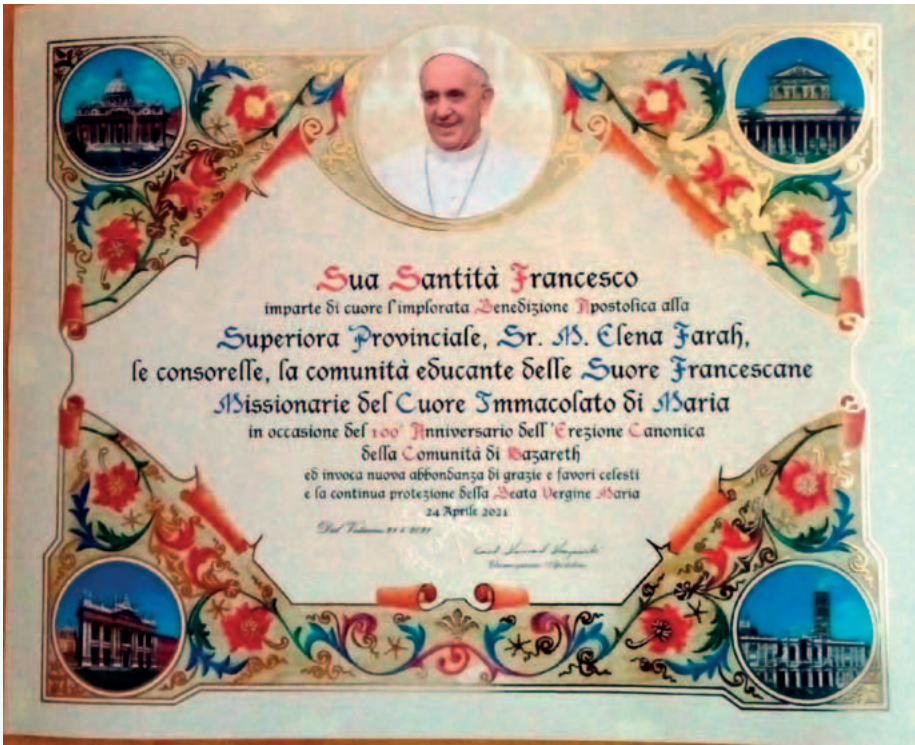 Sua Santità Francesco
imparte di cuore l'implorata Benedizione Apostolica alla
Superiora Provinciale, Sr. M. Elena Farah,
le consorelle, la comunità educante delle Suore Francescane
Missionarie del Cuore Immacolato di Maria
in occasione del 100° Anniversario dell'Erezione Canonica
della Comunità di Nazareth
ed invoca nuova abbondanza di grazie e favori celesti
e la continua protezione della Beata Vergine Maria
24 Aprile 2021
Dal Vaticano,